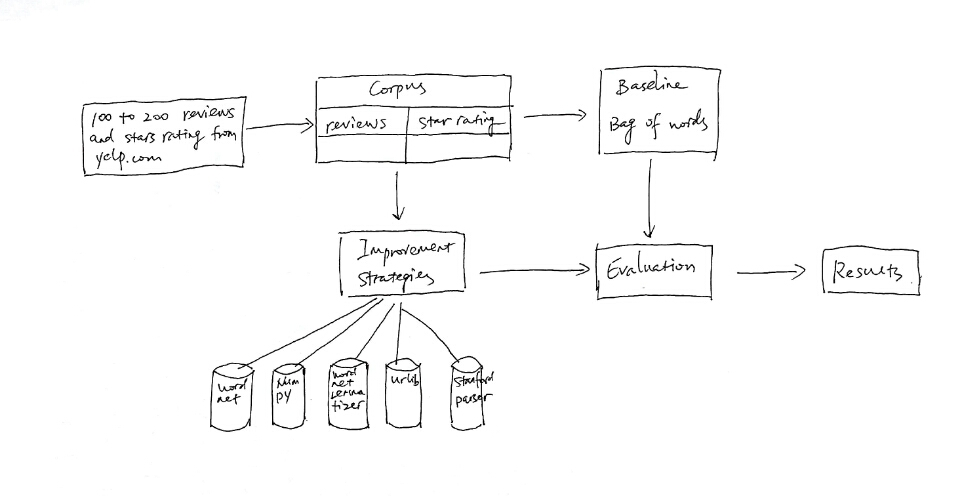 100 to 200 reviews
and stars rating from
yelp.com
Corpus
reviews
star rating
Baseline
Bag of words
Improvement
Strategies
Evaluation
Results
word
net
Num
PY
word
net
Lemma
tizer
urlib
Stanford
parser